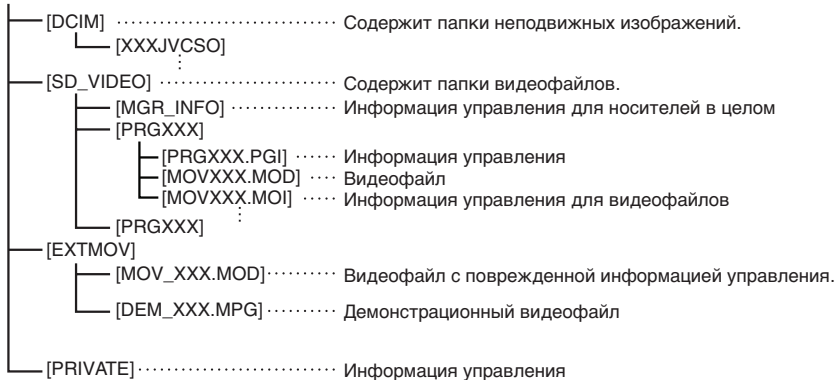 [DCIM] Содержит папки неподвижных изображений.
[XXXJVCSO]
[SD_VIDEO] Содержит папки видеофайлов.
[MGR_INFO] Информация управления для носителей в целом
[PRGXXX]
[PRGXXX.PGI] Информация управления
[MOVXXX.MOD] Видеофайл
[MOVXXX.MOI] Информация управления для видеофайлов
[PRGXXX]
[EXTMOV]
[MOV_XXX.MOD] Видеофайл с поврежденной информацией управления.
[DEM_XXX.MPG] Демонстрационный видеофайл
[PRIVATE] Информация управления